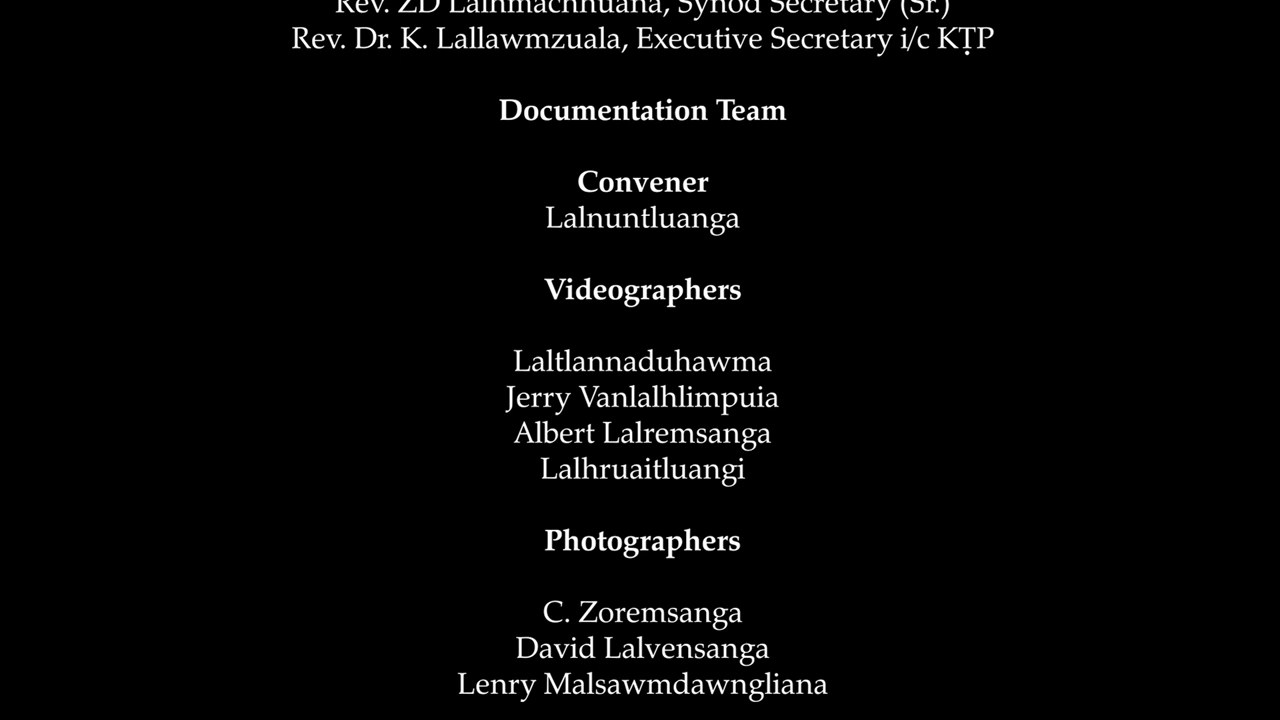 Rev. ZD Lalhmachhuana, Synod Secretary (Sr.)
Rev. Dr. K. Lallawmzuala, Executive Secretary i/c KṬP
Documentation Team
Convener
Lalnuntluanga
Videographers
Laltlannaduhawma
Jerry Vanlalhlimpuia
Albert Lalremsanga
Lalhruaitluangi
Photographers
C. Zoremsanga
David Lalvensanga
Lenry Malsawmdawngliana